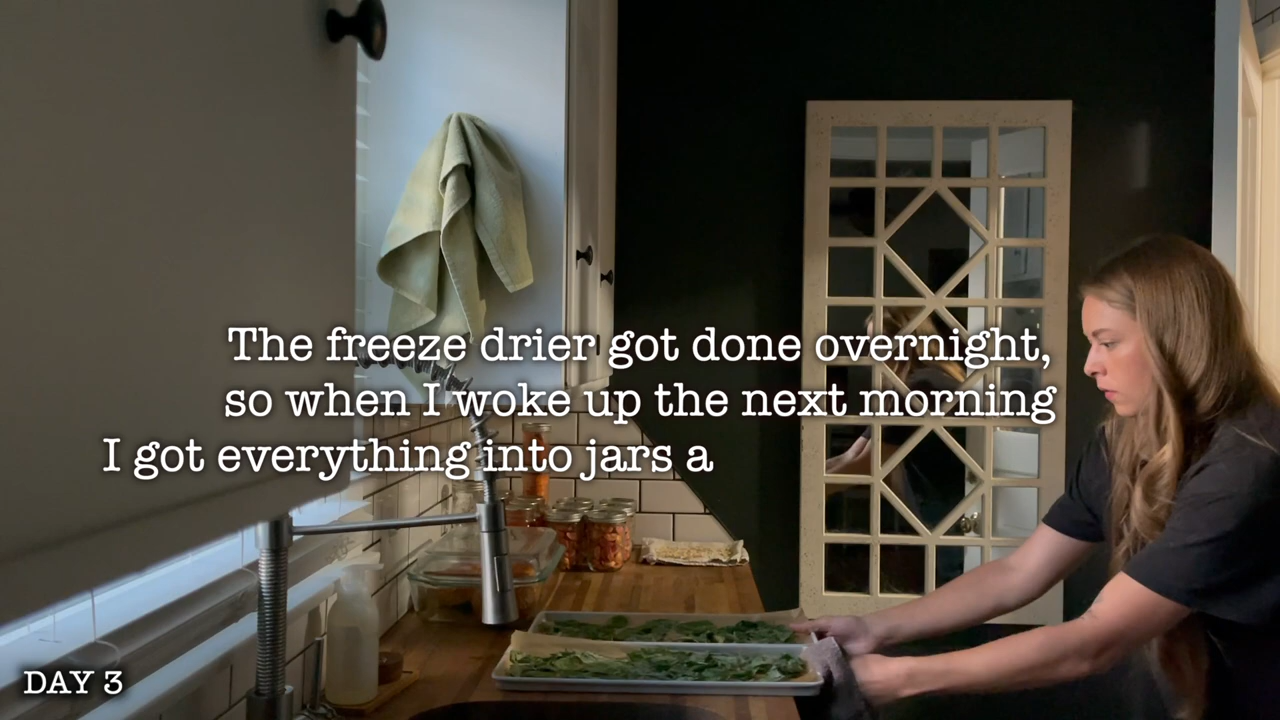 The freeze drier got done overnight,
so when I woke up the next morning
I got everything into jars a
DAY 3